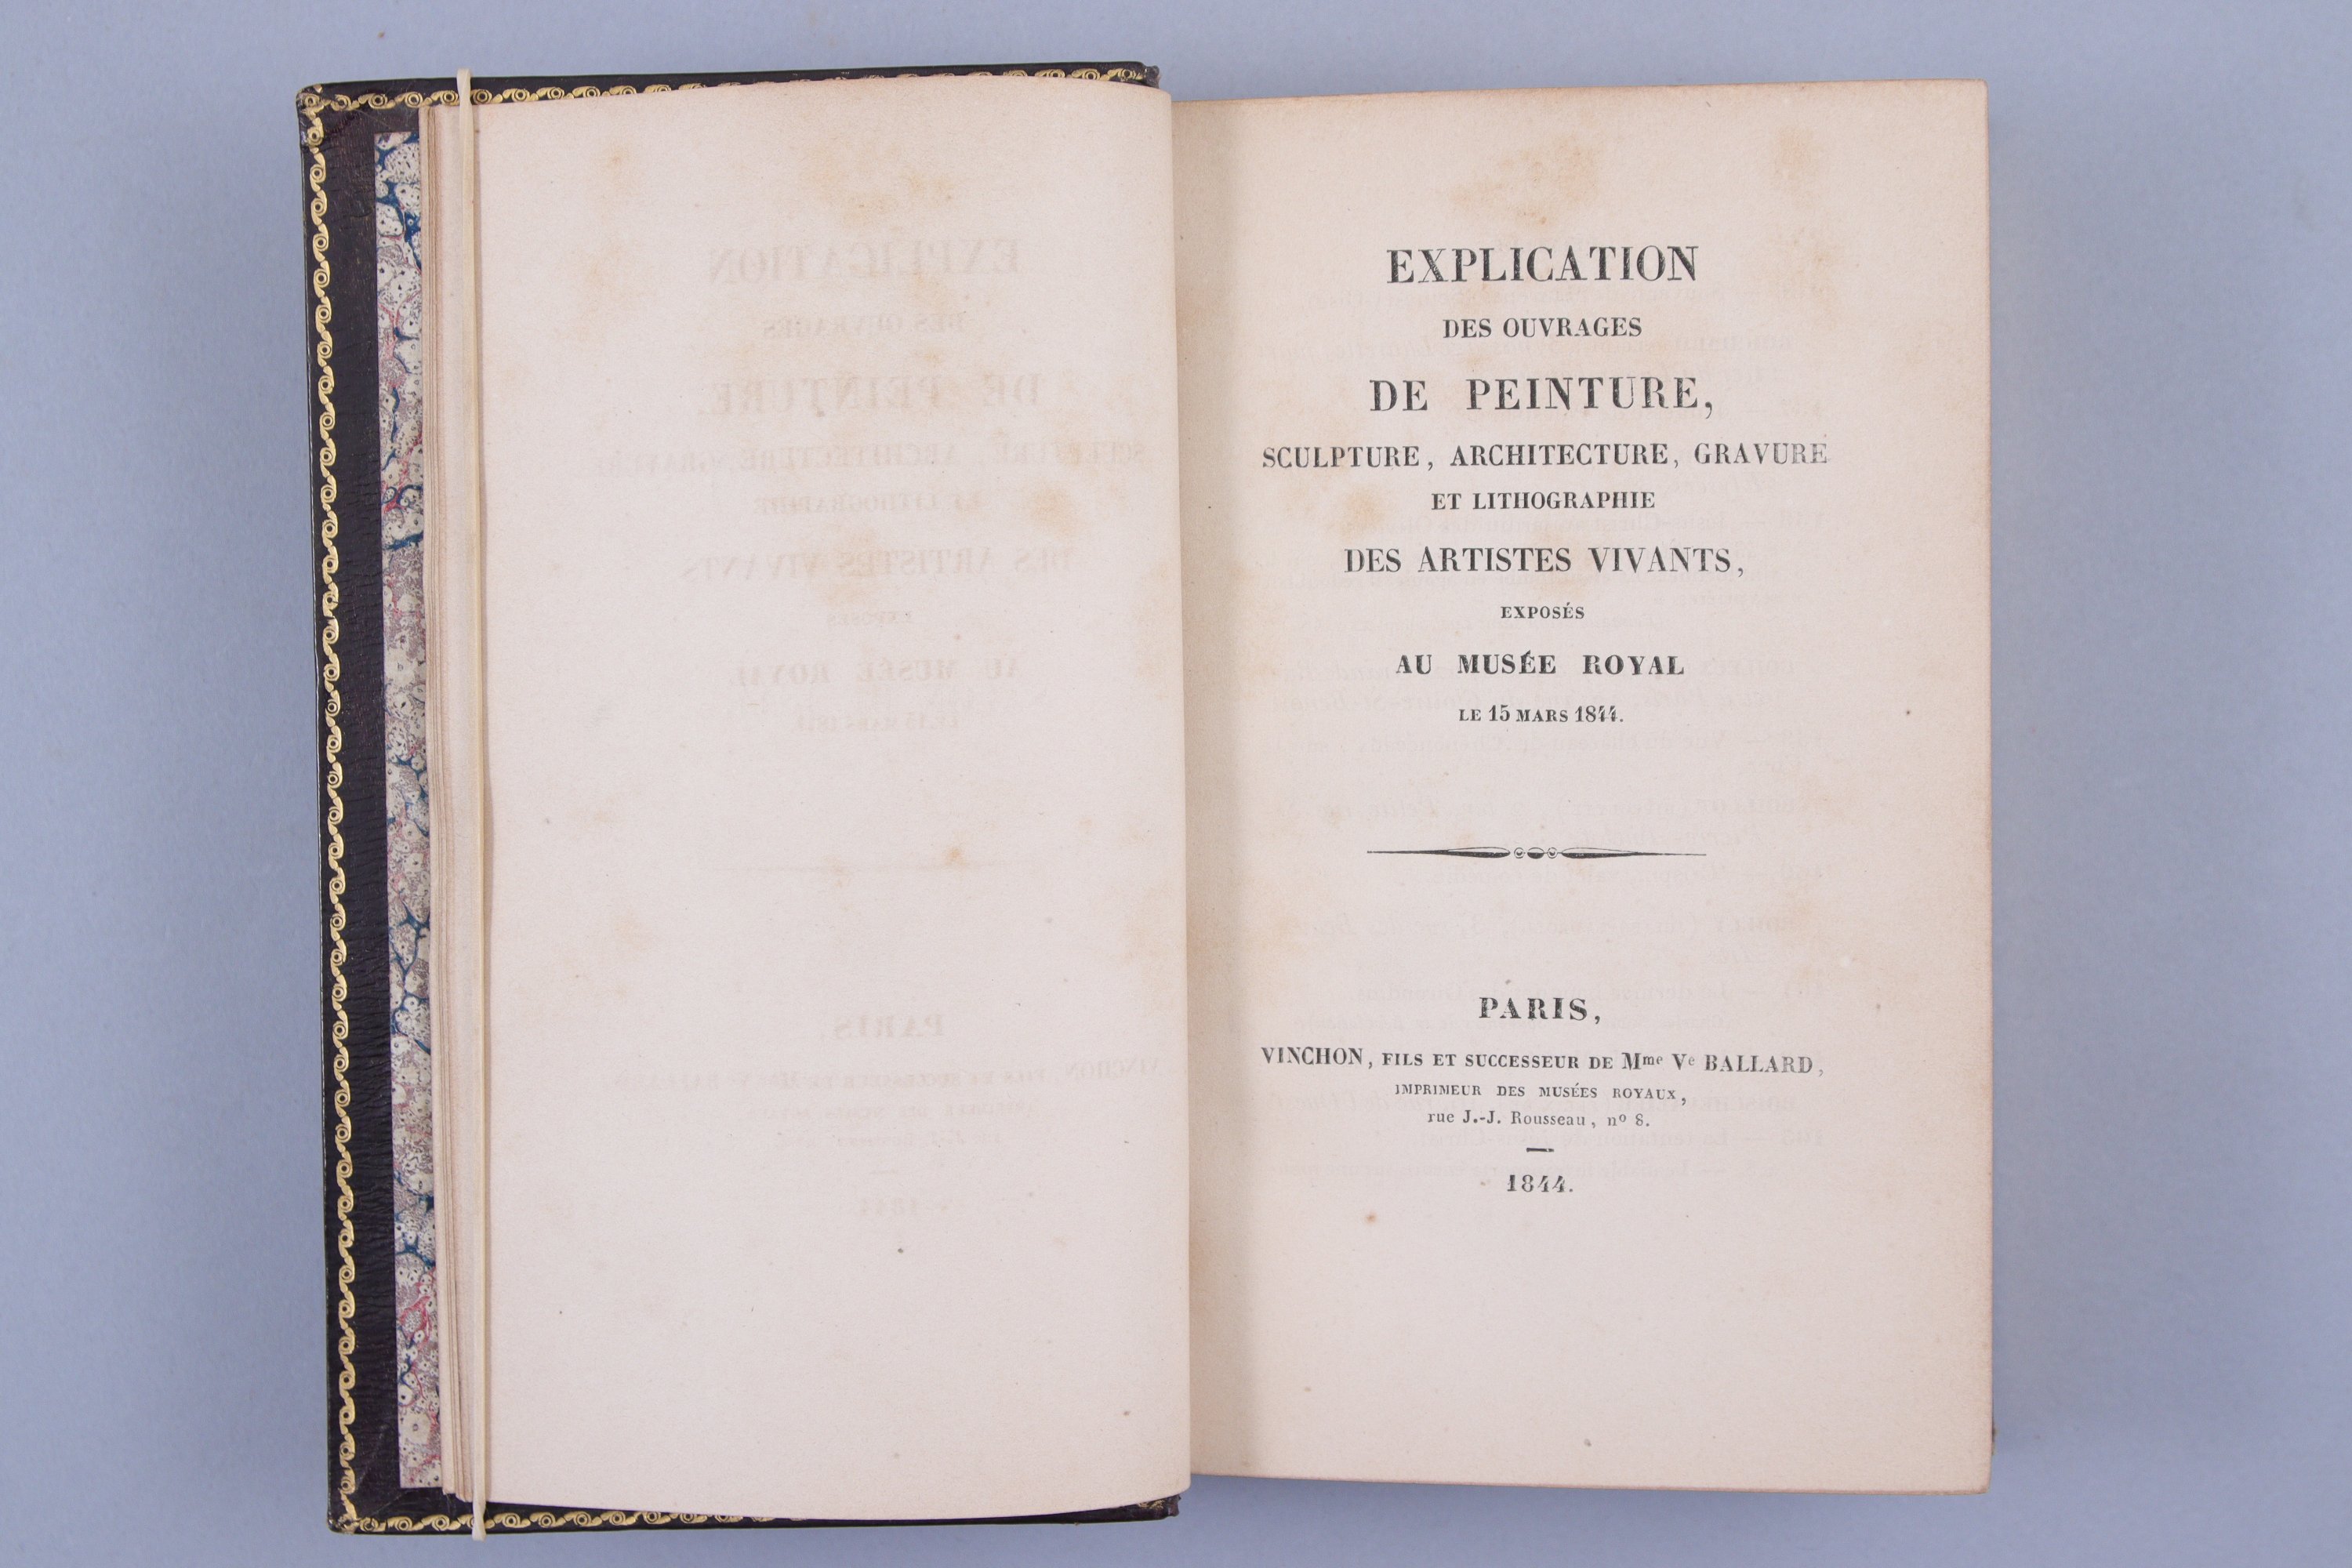 EXPLICATION
DES OUVRAGES
DE PEINTURE,
SCULPTURE, ARCHITECTURE, GRAVURE
ET LITHOGRAPHIE
DES ARTISTES VIVANTS,
EXPOSÉS
AU MUSÉE ROYAL
LE 15 MARS 1844.
PARIS,
VINCHON, FILS ET SUCCESSEUR DE Mme Ve BALLARD,
IMPRIMEUR DES MUSÉES ROYAUX,
rue J.-J. Rousseau, no 8.
1844.